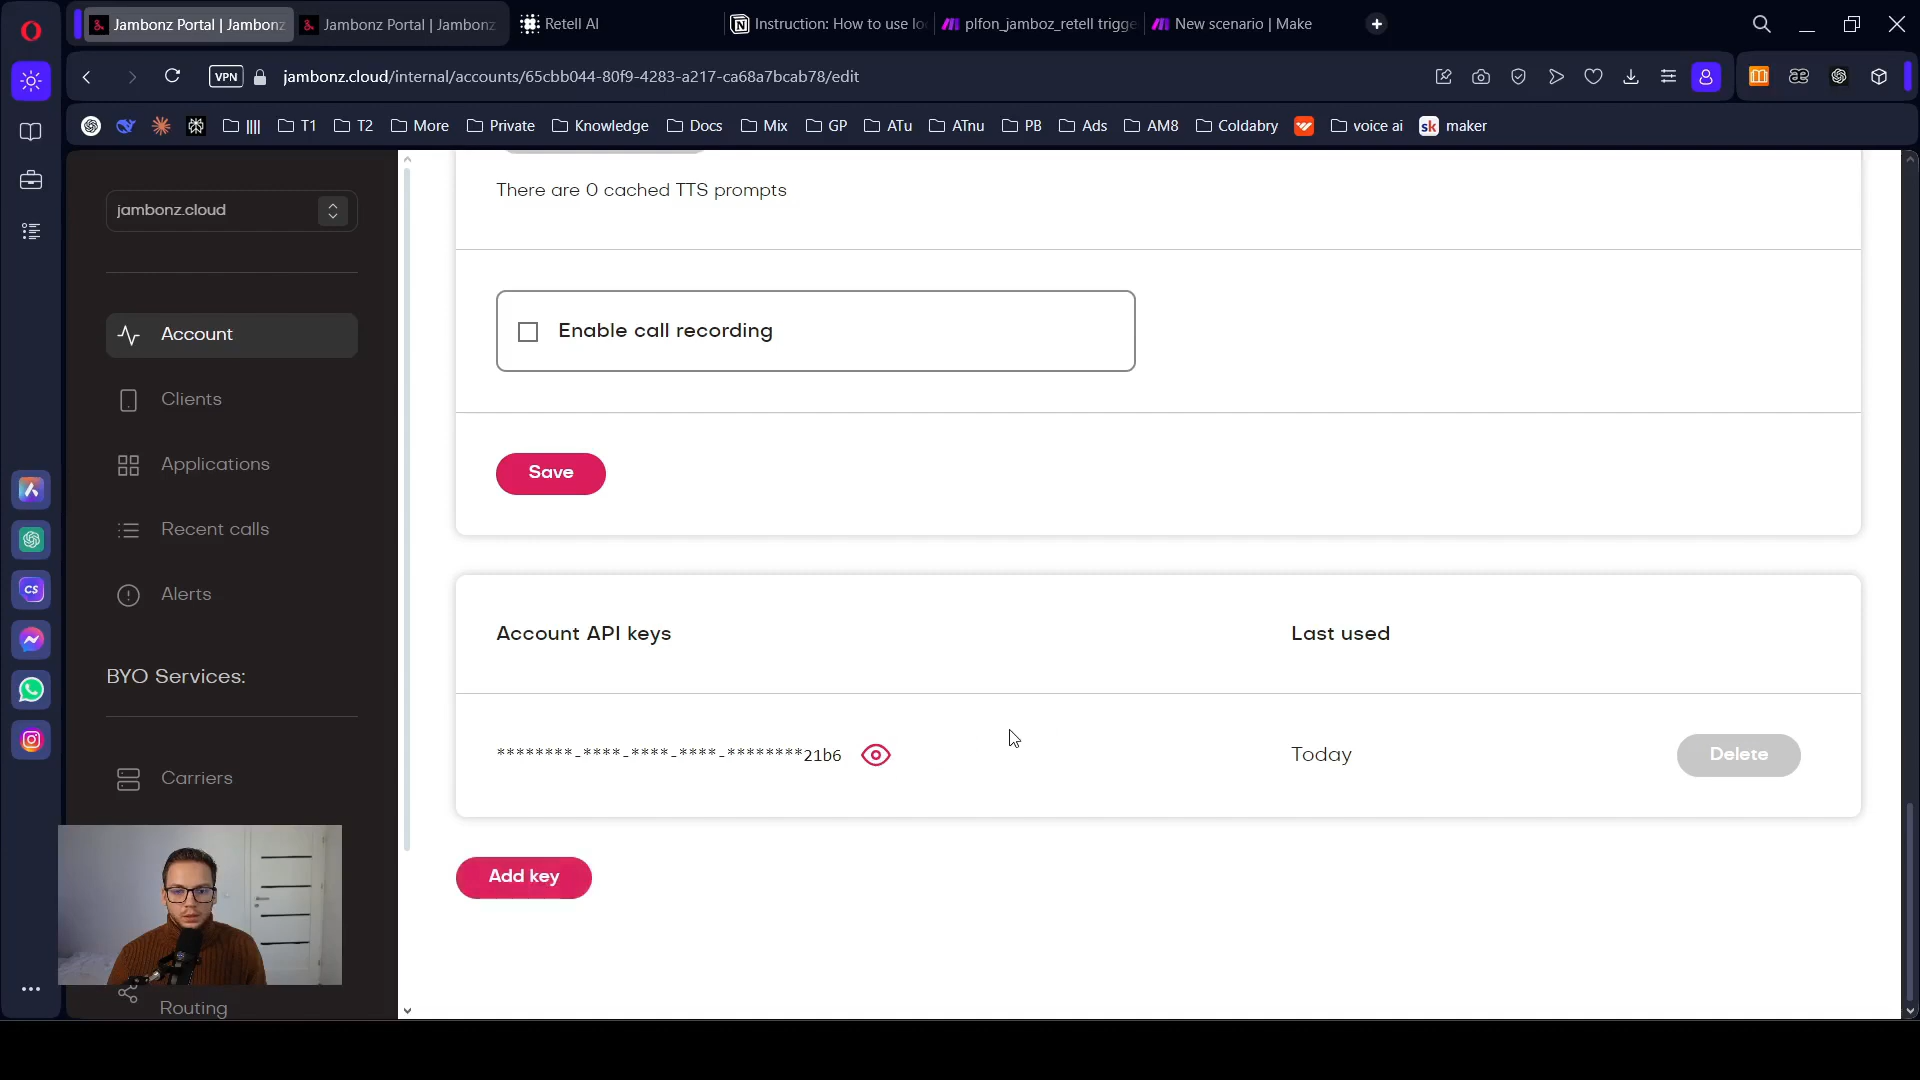 Jambonz Portal | Jambonz
Jambonz Portal | Jambonz
Retell AI
Instruction: How to use lo
plfon_jamboz_retell trigge
New scenario | Make
VPN
jambonz.cloud/internal/accounts/65cbb044-80f9-4283-a217-ca68a7bcab78/edit
||||
T1
T2
More
Private
Knowledge
Docs
Mix
GP
ATu
ATnu
PB
Ads
AM8
Coldabry
voice ai
sk
maker
jambonz.cloud
Account
Clients
Applications
Recent calls
Alerts
BYO Services:
Carriers
Routing
CS
There are 0 cached TTS prompts
Enable call recording
Save
Account API keys
Last used
********-****-****-****-********21b6
Today
Delete
Add key